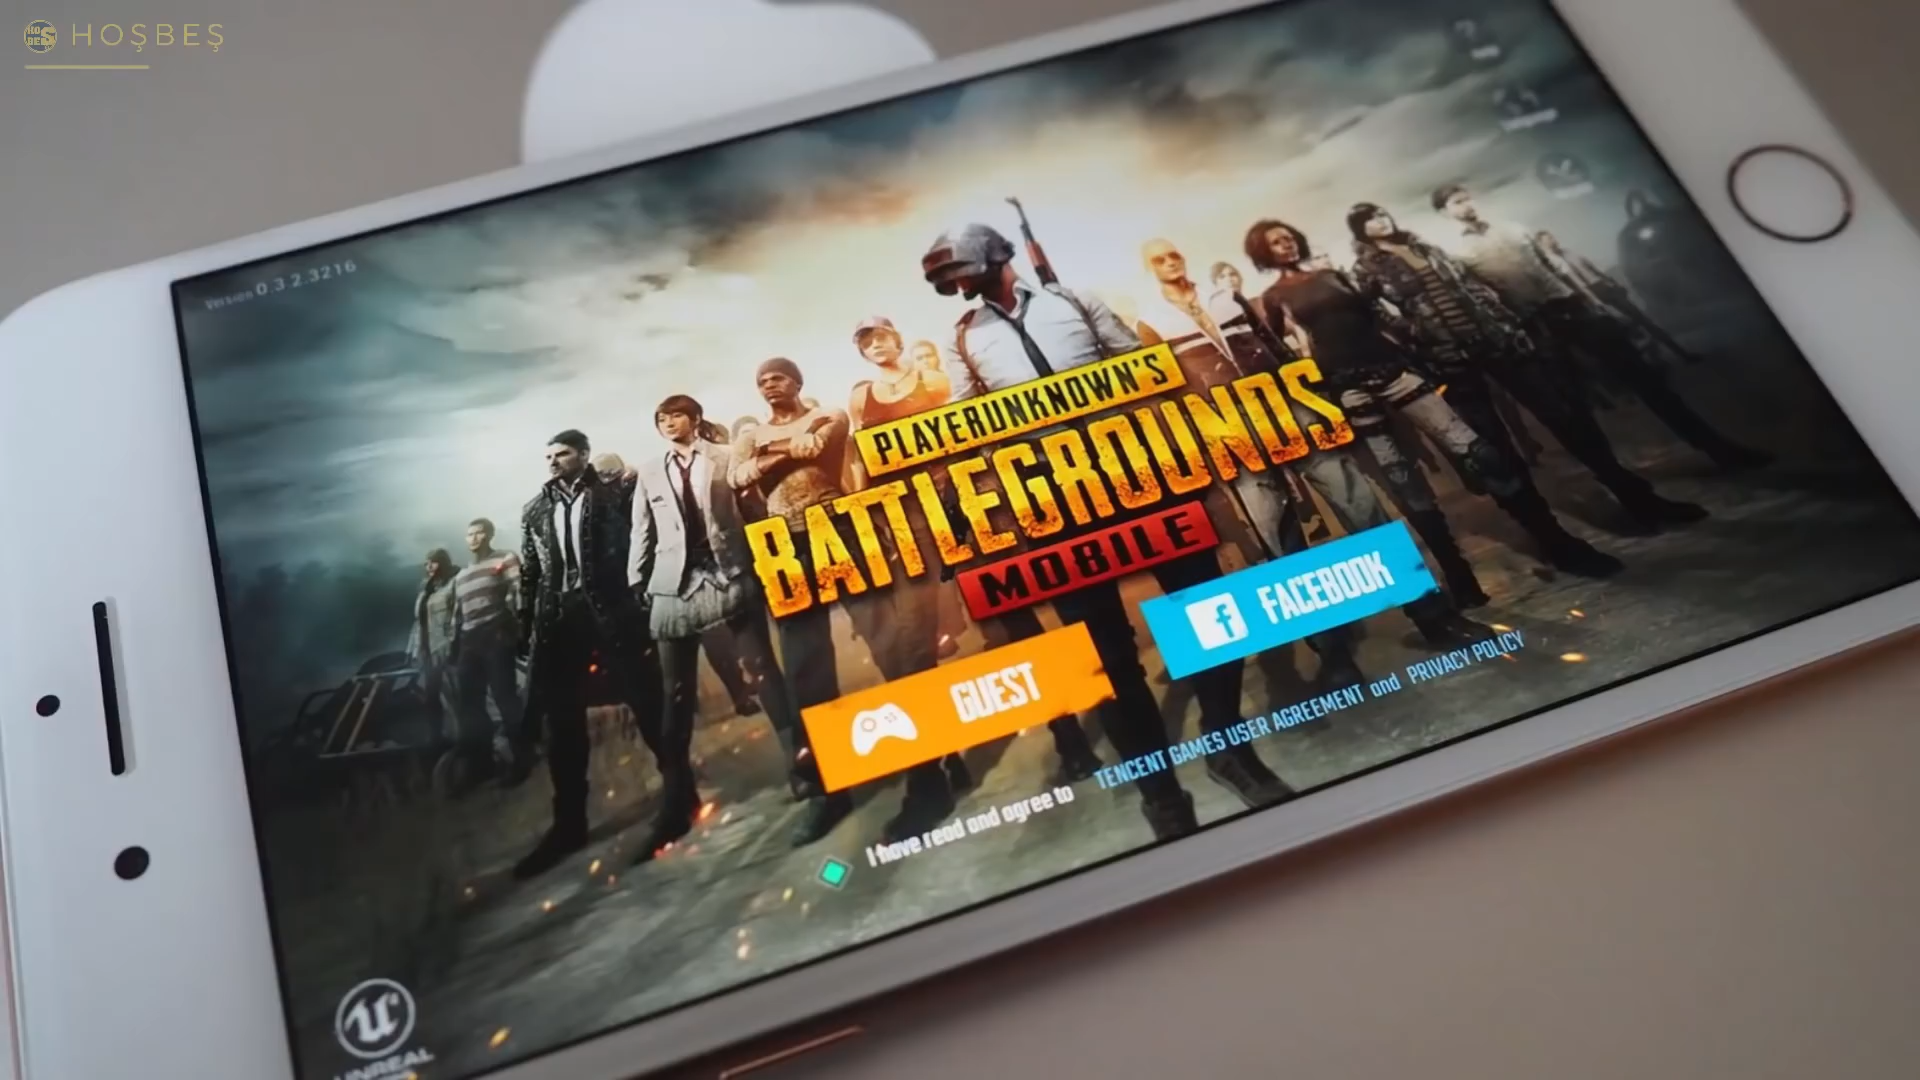 HOŞBEŞ
Version 0.3.2.3216
PLAYERUNKNOWN'S
BATTLEGROUNDS
MOBILE
GUEST
FACEBOOK
I have read and agree to TENCENT GAMES USER AGREEMENT and PRIVACY POLICY
UNREAL